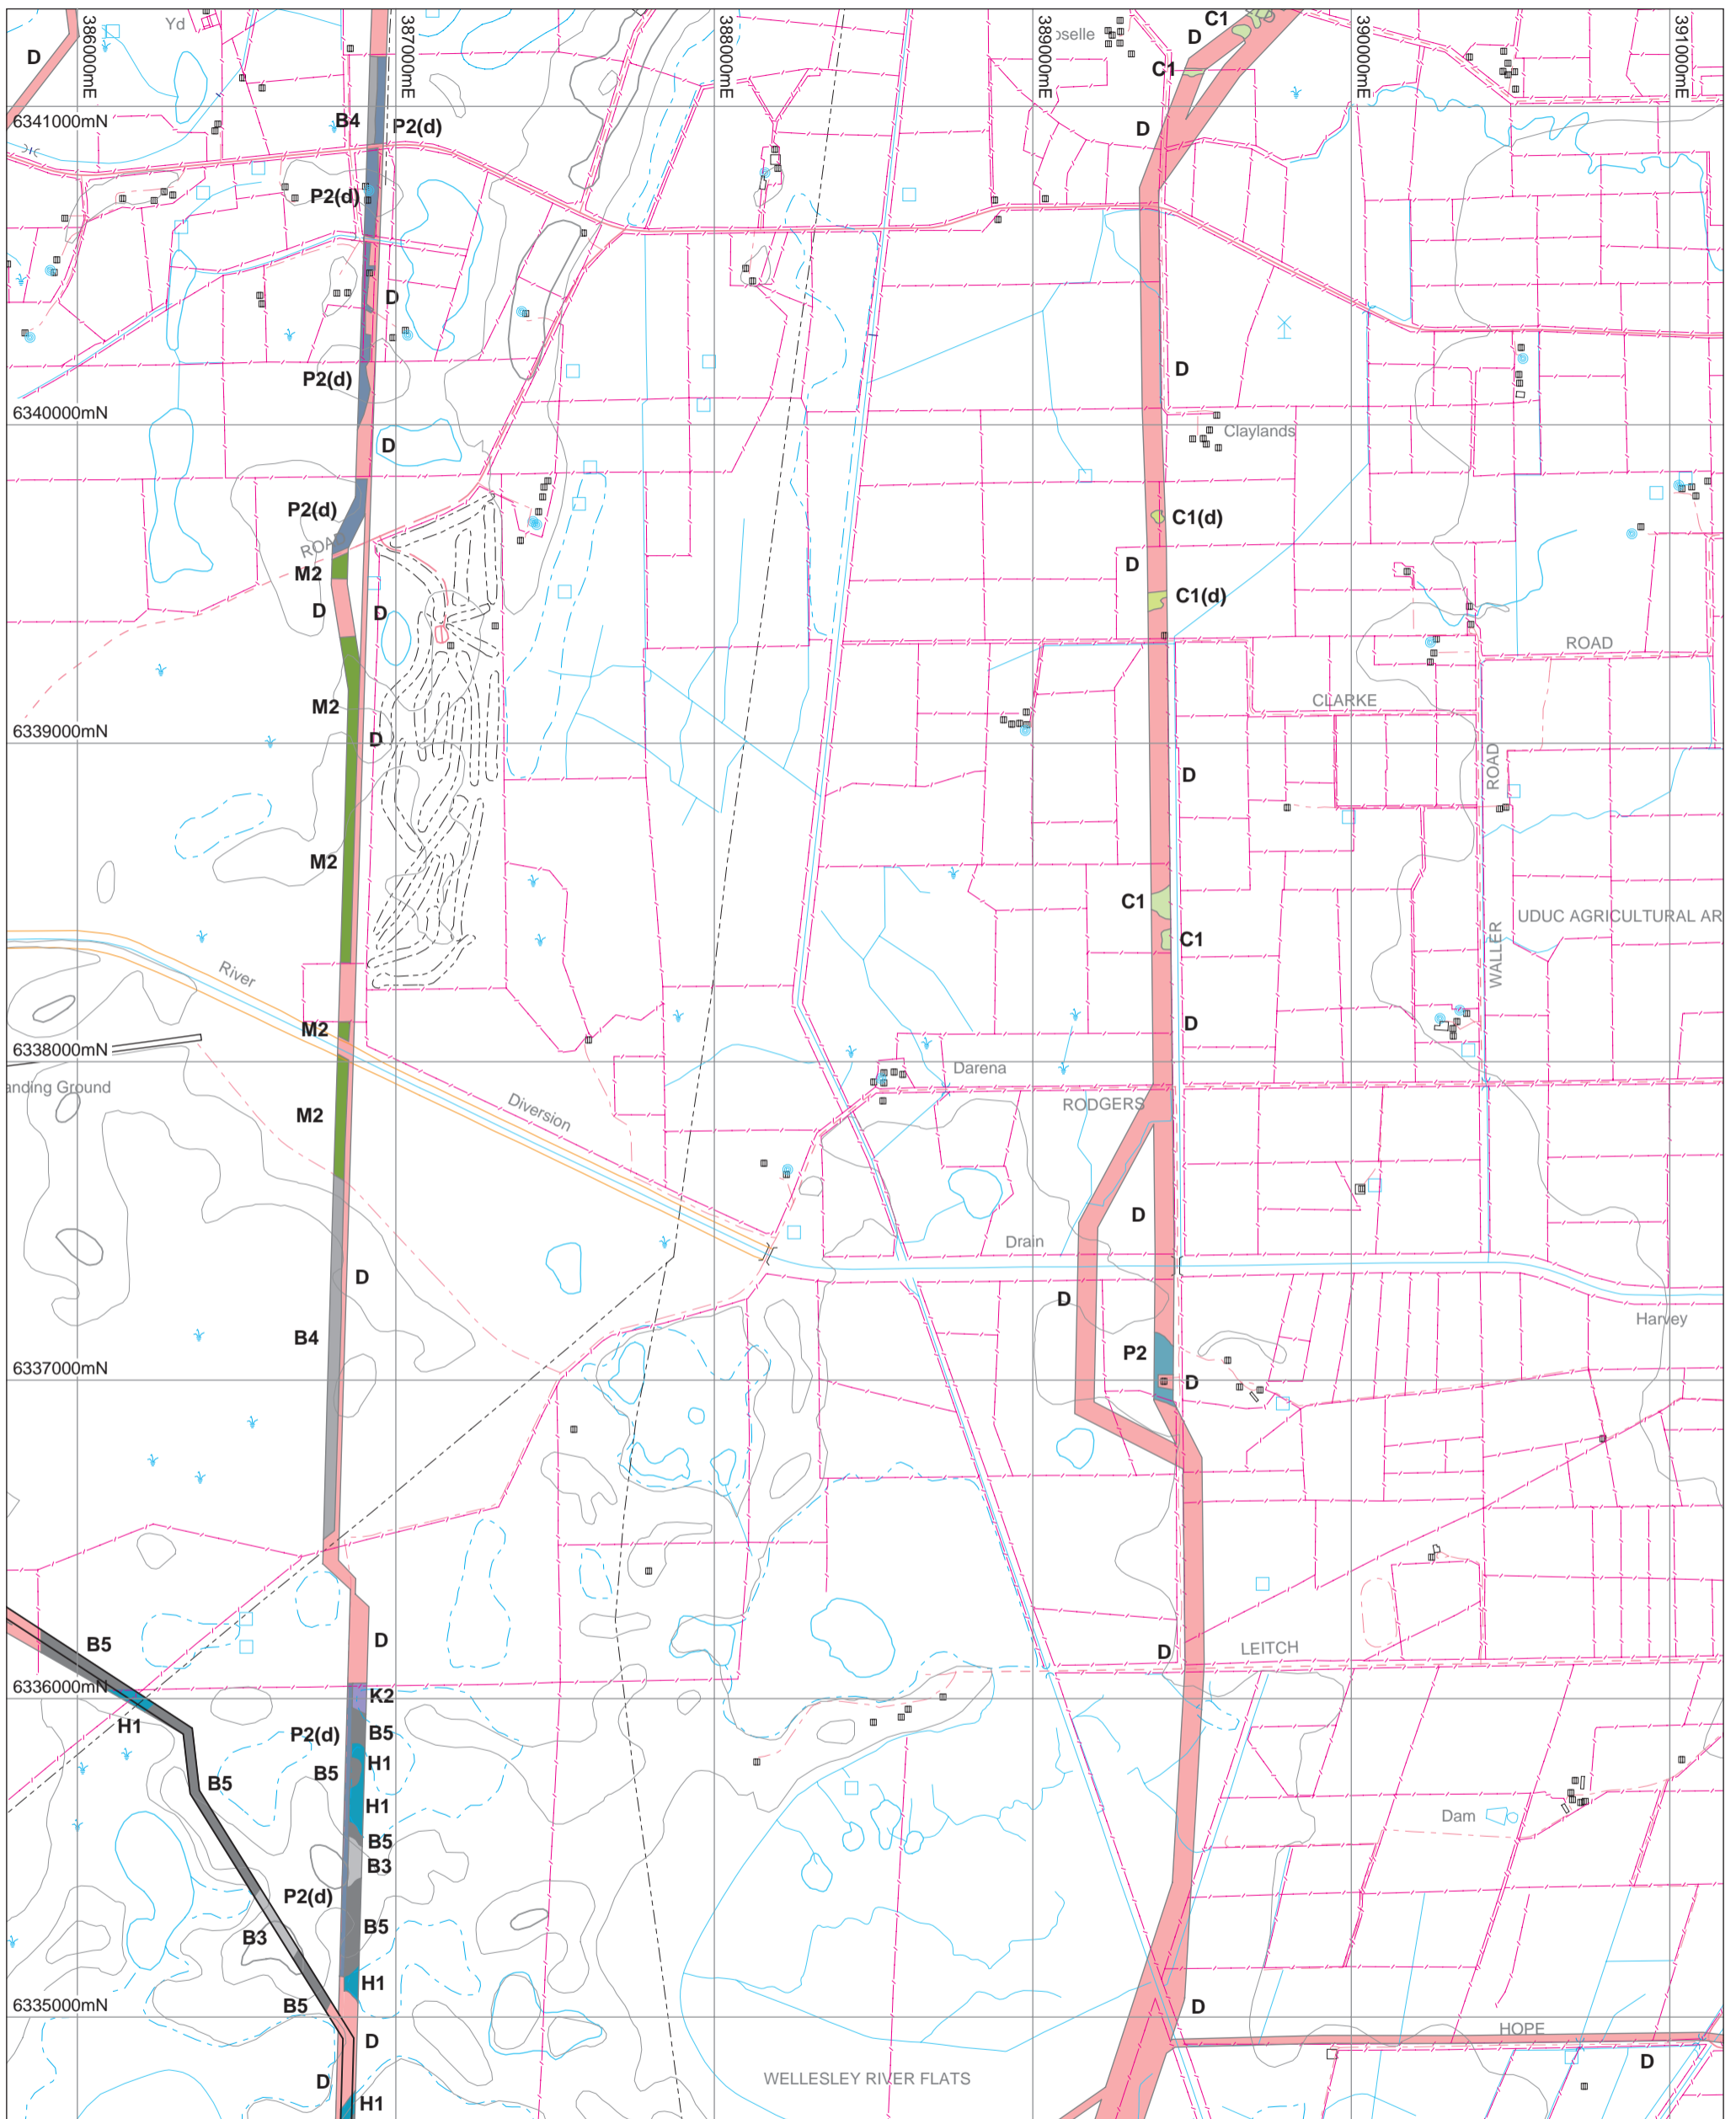 386000mE
387000mE
388000mE
389000mE
390000mE
391000mE
Yd
C1
D
D
oselle
C1
6341000mN
B4
P2(d)
D
P2(d)
D
D
P2(d)
6340000mN
Claylands
D
P2(d)
C1(d)
ROAD
D
M2
C1(d)
D
D
ROAD
CLARKE
M2
6339000mN
D
ROAD
D
M2
C1
UDUC AGRICULTURAL AR
C1
WALLER
River
M2
D
6338000mN
Darena
anding Ground
RODGERS
M2
Diversion
D
Drain
D
D
Harvey
B4
P2
6337000mN
D
D
B5
LEITCH
D
6336000mN
K2
H1
P2(d)
B5
H1
B5
B5
H1
Dam
B5
B3
P2(d)
B5
B3
H1
B5
6335000mN
D
HOPE
D
D
WELLESLEY RIVER FLATS
D
H1